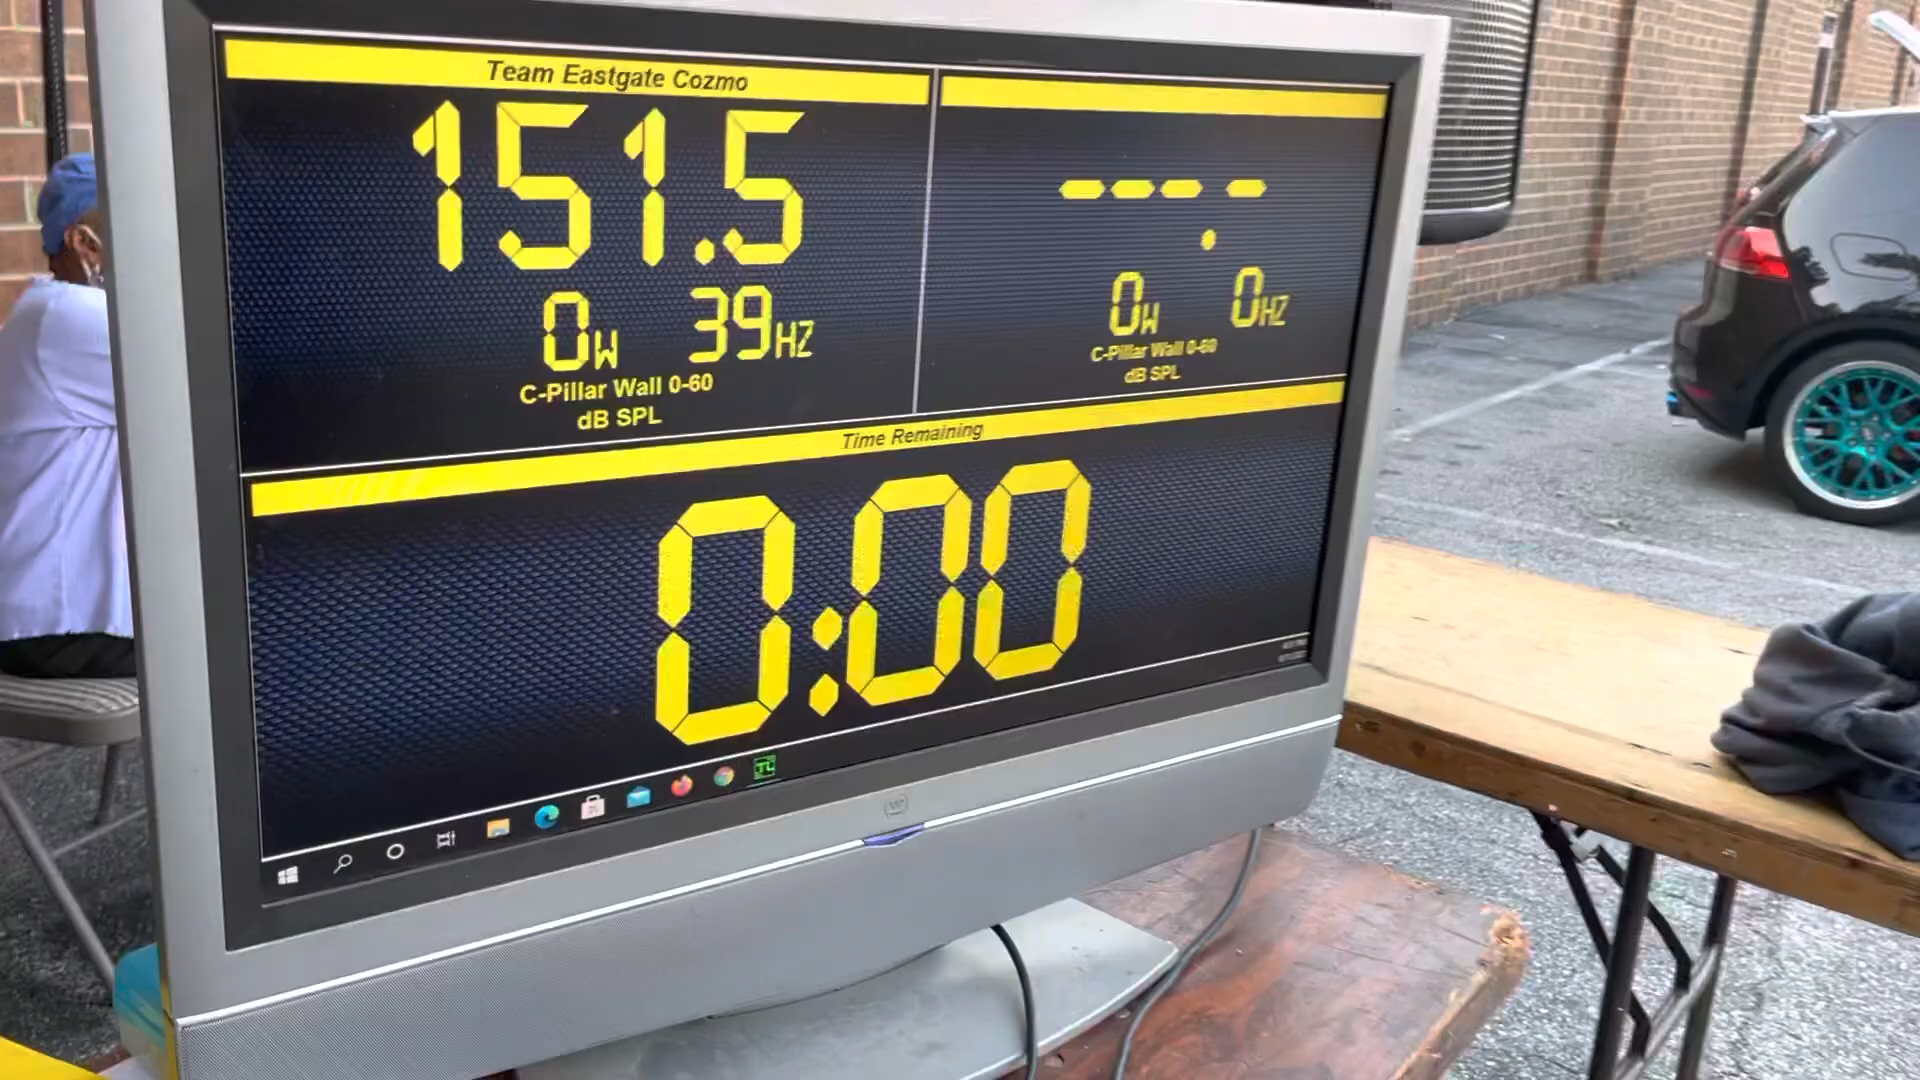 Team Eastgate Cozmo
151.5
0W 39HZ
C-Pillar Wall 0-60
dB SPL
---.-
0W 0HZ
C-Pillar Wall 0-60
dB SPL
Time Remaining
0:00
TL
W